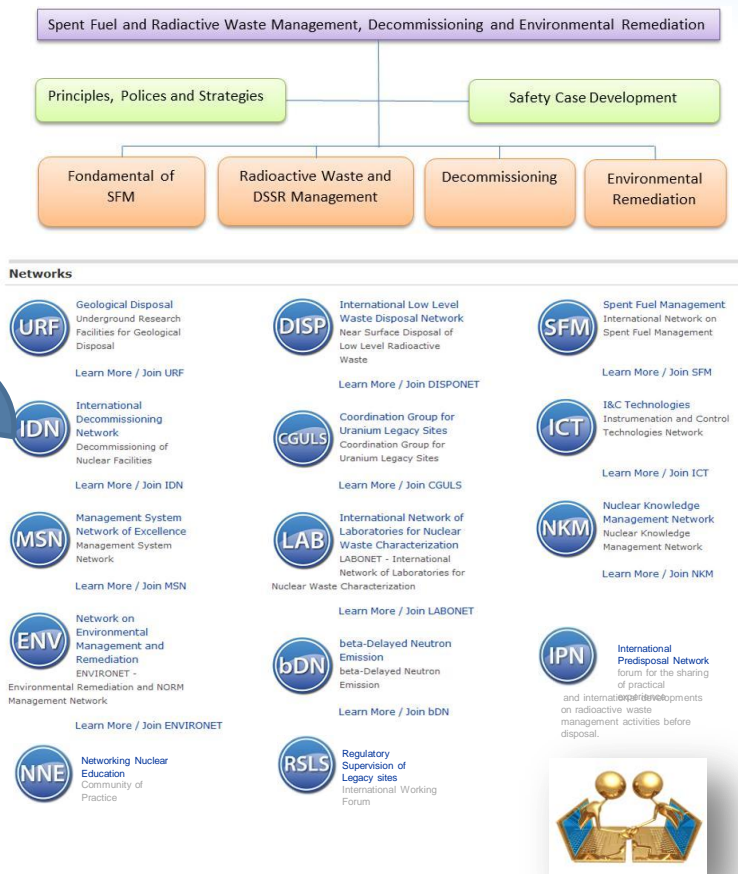 Spent Fuel and Radiactive Waste Management, Decommissioning and Environmental Remediation
Principles, Polices and Strategies
Safety Case Development
Fondamental of
SFM
Radioactive Waste and
DSSR Management
Decommissioning
Environmental
Remediation
Networks
URF
Geological Disposal
Underground Research
Facilities for Geological
Disposal
Learn More / Join URF
DISP
International Low Level
Waste Disposal Network
Near Surface Disposal of
Low Level Radioactive
Waste
Learn More / Join DISPONET
SFM
Spent Fuel Management
International Network on
Spent Fuel Management
Learn More / Join SFM
IDN
International
Decommissioning
Network
Decommissioning of
Nuclear Facilities
Learn More / Join IDN
CGULS
Coordination Group for
Uranium Legacy Sites
Coordination Group for
Uranium Legacy Sites
Learn More / Join CGULS
ICT
I&C Technologies
Instrumenation and Control
Technologies Network
Learn More / Join ICT
MSN
Management System
Network of Excellence
Management System
Network
Learn More / Join MSN
LAB
International Network of
Laboratories for Nuclear
Waste Characterization
LABONET - International
Network of Laboratories for
Nuclear Waste Characterization
Learn More / Join LABONET
NKM
Nuclear Knowledge
Management Network
Nuclear Knowledge
Management Network
Learn More / Join NKM
ENV
Network on
Environmental
Management and
Remediation
ENVIRONET -
Environmental Remediation and NORM
Management Network
Learn More / Join ENVIRONET
bDN
beta-Delayed Neutron
Emission
beta-Delayed Neutron
Emission
Learn More / Join bDN
IPN
International
Predisposal Network
forum for the sharing
of practical
experience
and international developments
on radioactive waste
management activities before
disposal.
NNE
Networking Nuclear
Education
Community of
Practice
RSLS
Regulatory
Supervision of
Legacy sites
International Working
Forum